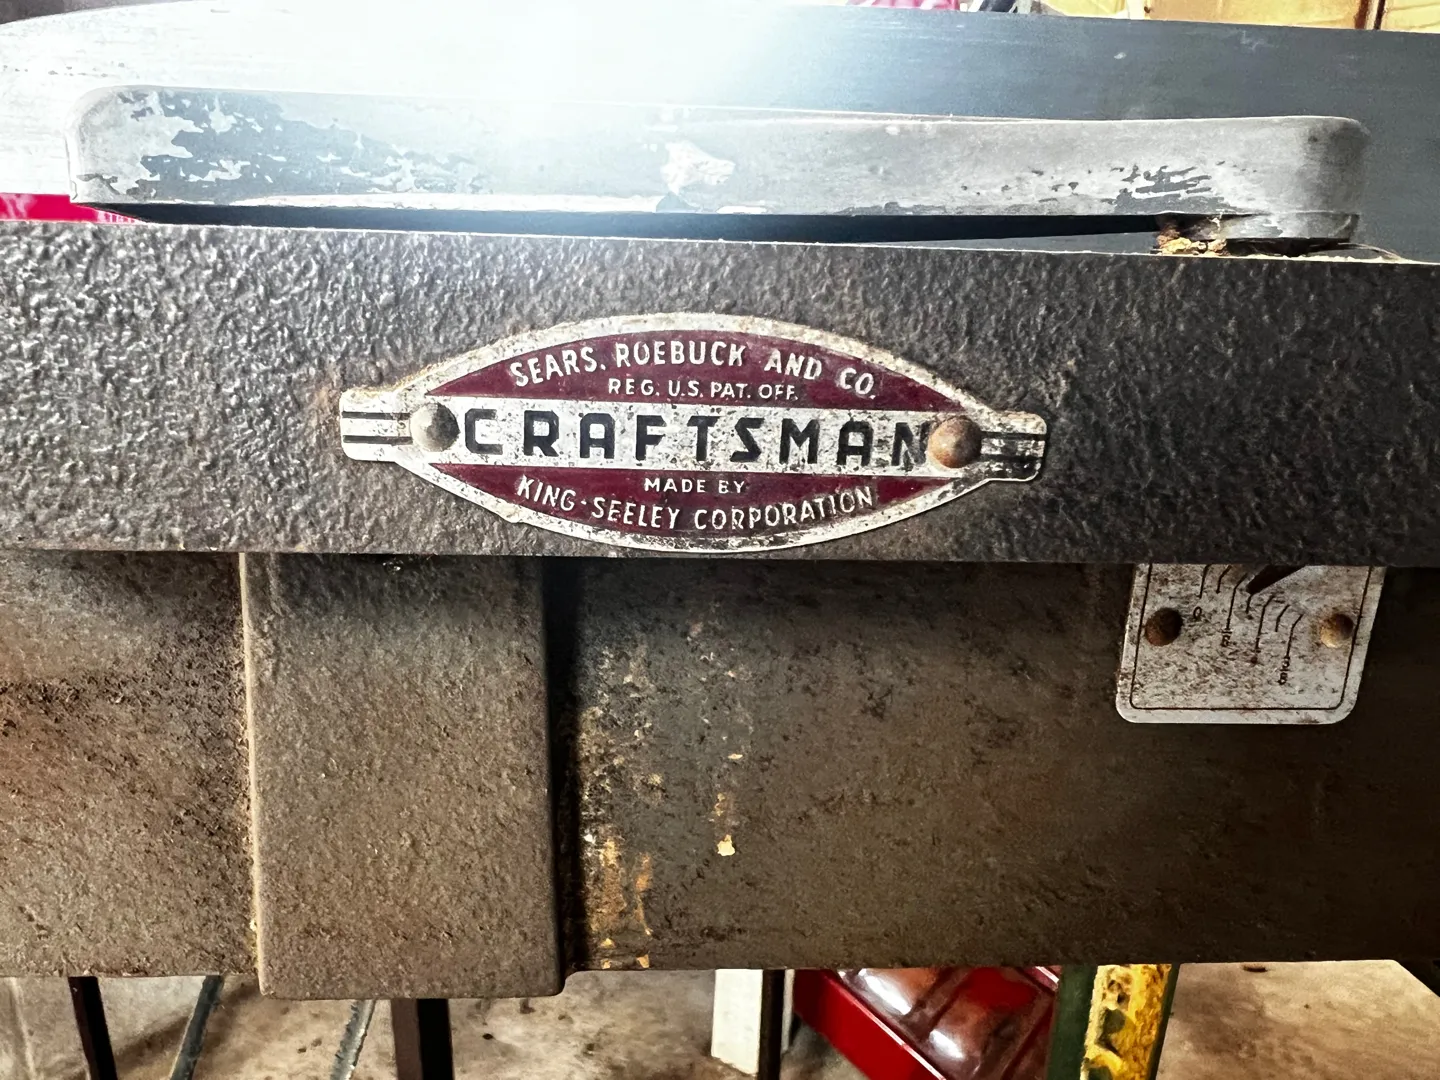 SEARS, ROEBUCK AND CO.
REG. U.S. PAT. OFF.
CRAFTSMAN
MADE BY
KING-SEELEY CORPORATION